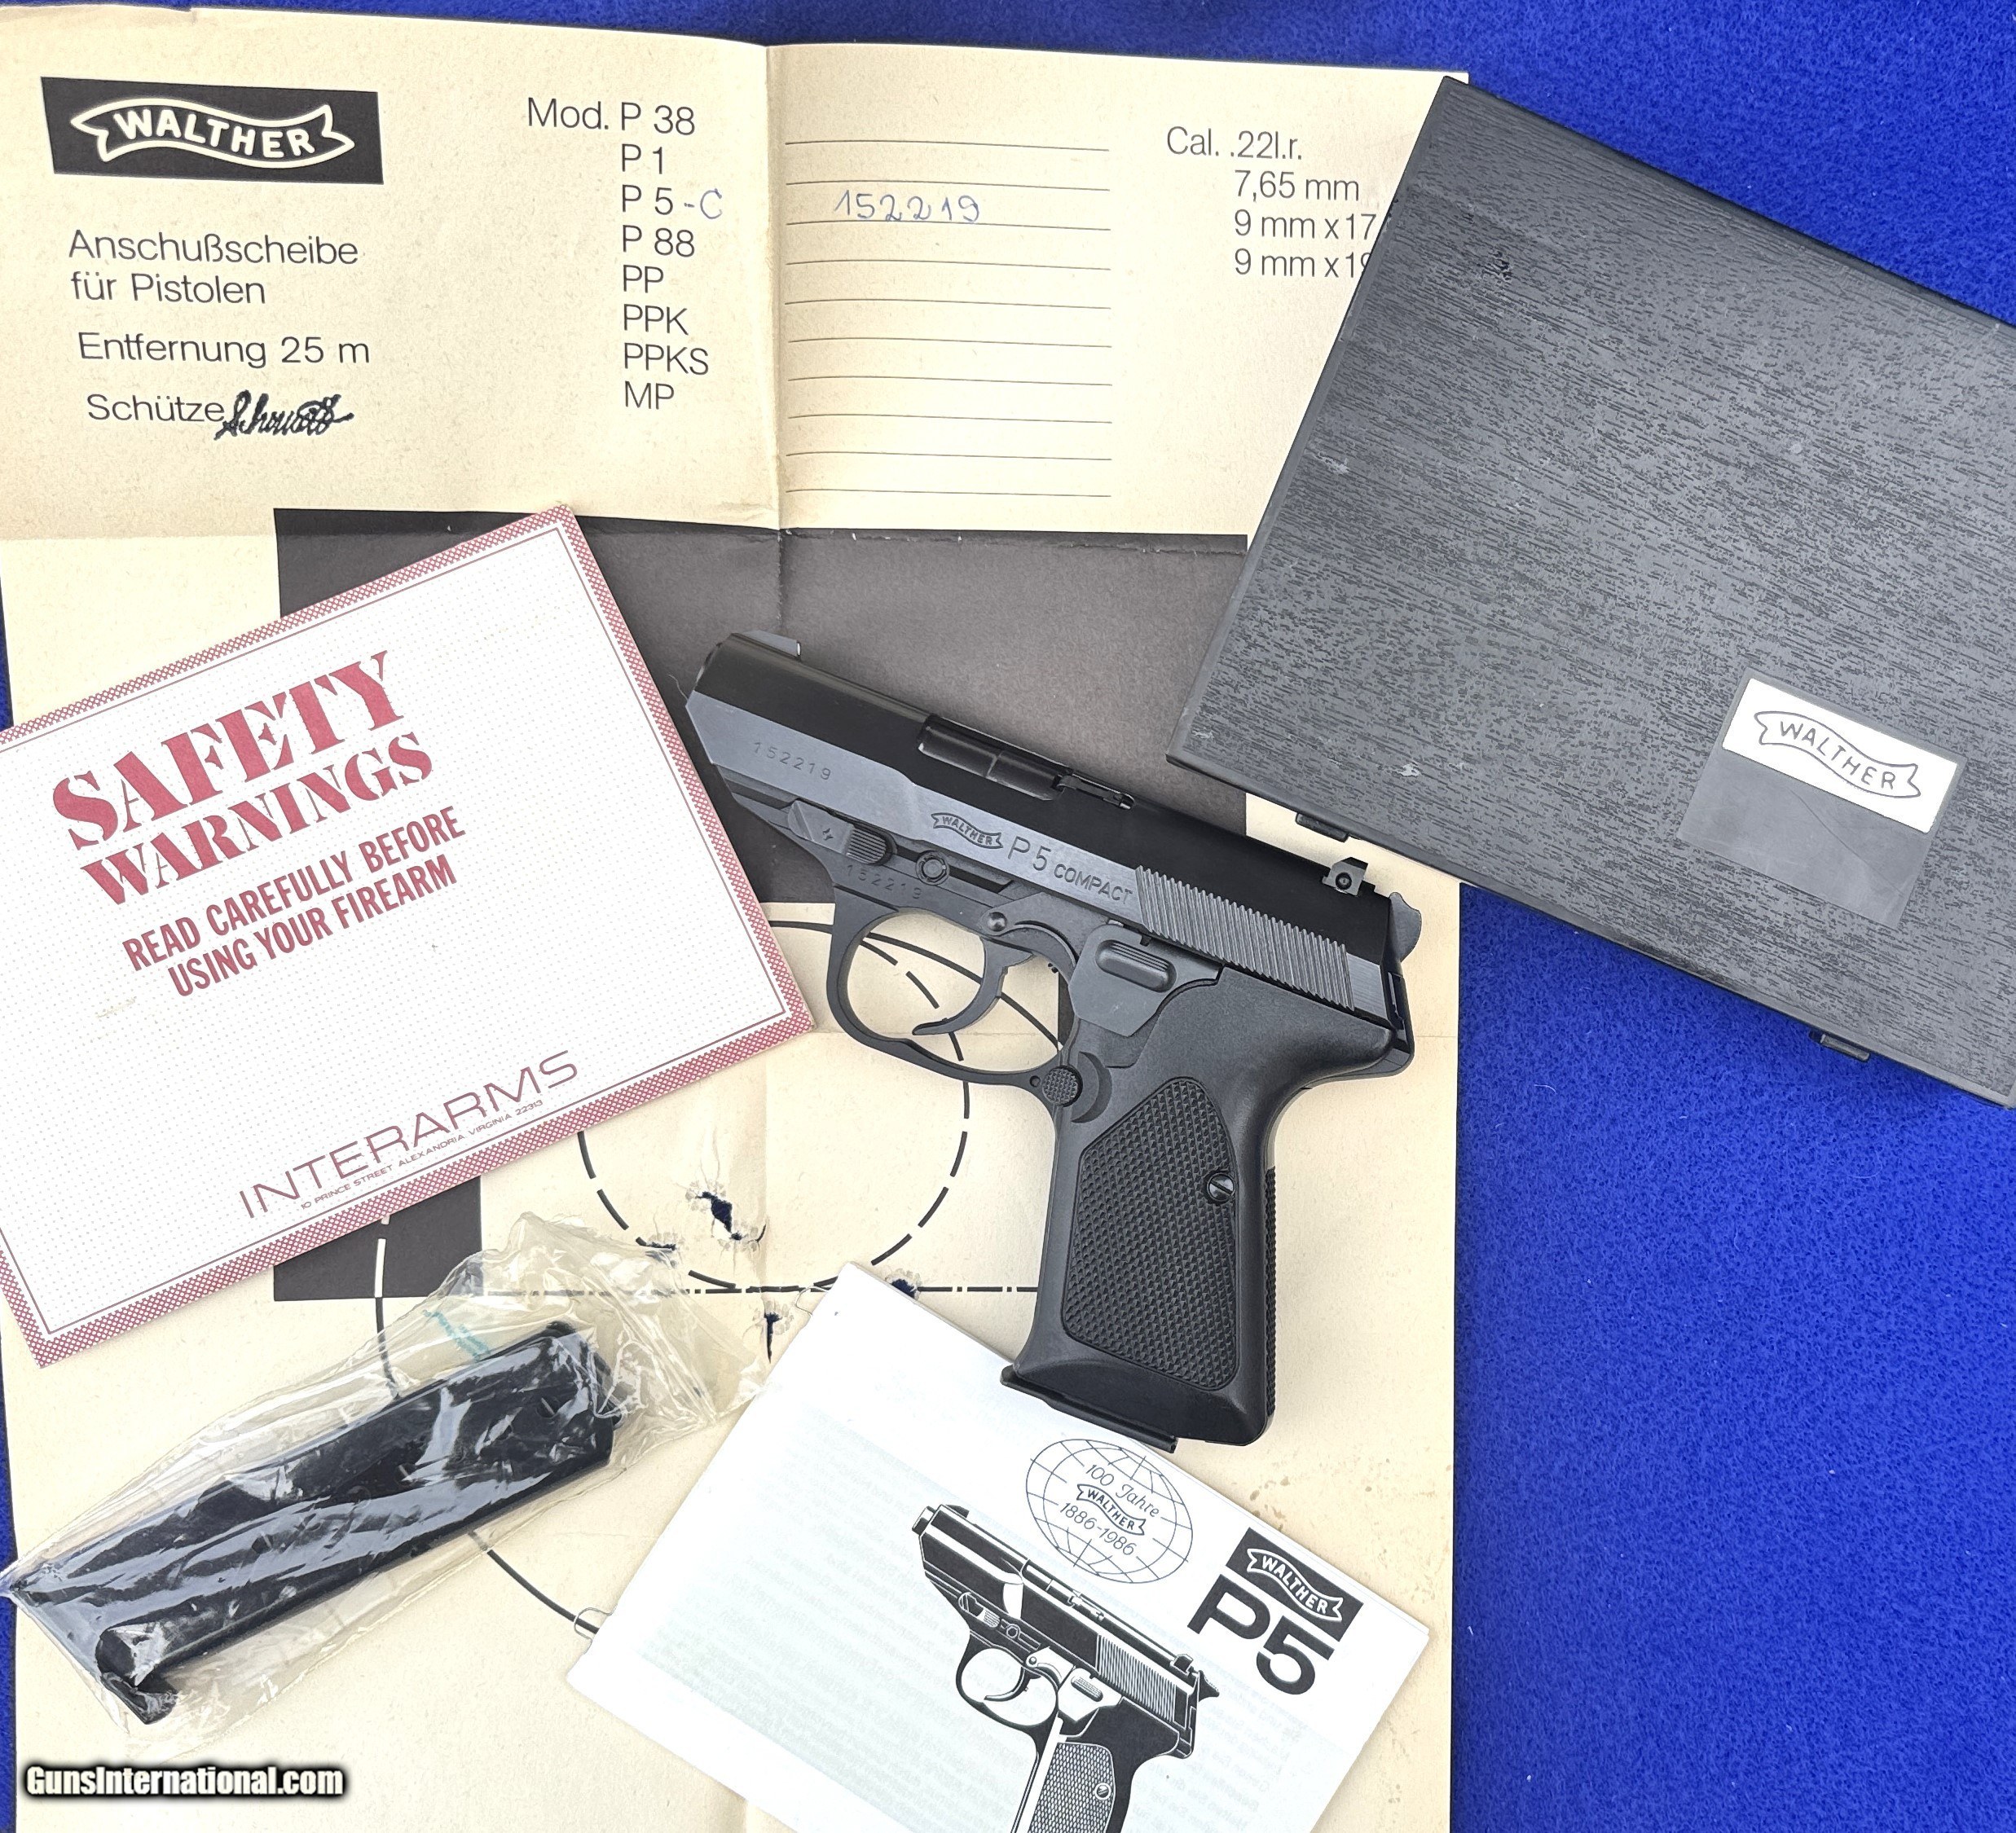 WALTHER
Anschußscheibe
für Pistolen
Entfernung 25 m
Schütze
Mod. P 38
P 1
P 5 -C 152219
P 88
PP
PPK
PPKS
MP
Cal. .22l.r.
7,65 mm
9 mm x 17
9 mm x 19
WALTHER
SAFETY
WARNINGS
READ CAREFULLY BEFORE
USING YOUR FIREARM
INTERARMS
10 PRINCE STREET ALEXANDRIA, VIRGINIA 22313
152219
WALTHER P5 COMPACT
152219
100 Jahre
WALTHER
1886-1986
WALTHER
P5
GunsInternational.com